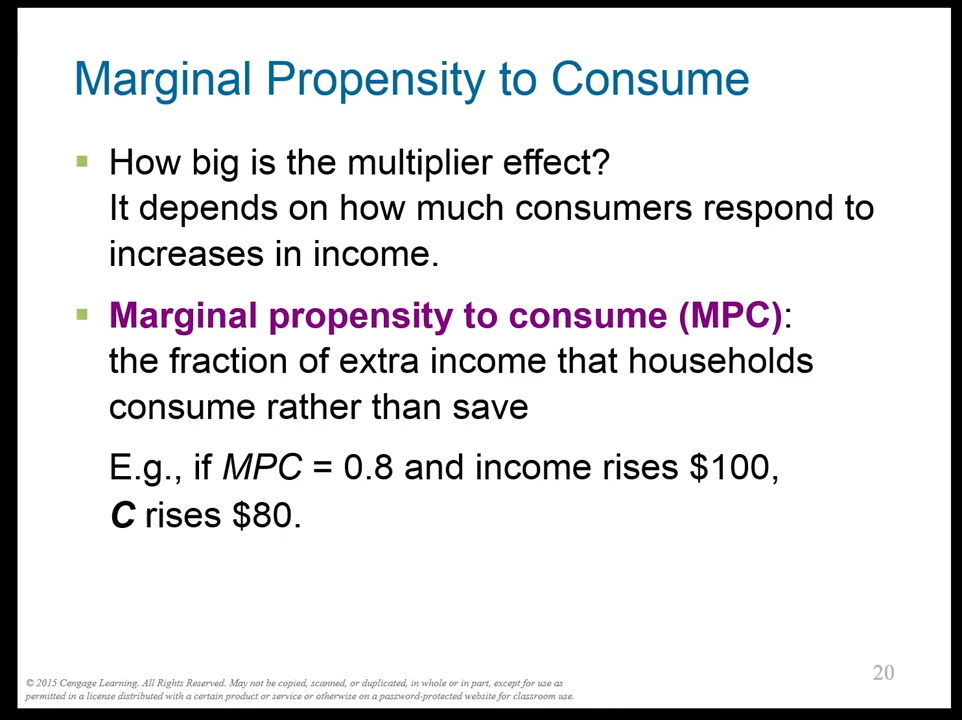 Marginal Propensity to Consume
How big is the multiplier effect?
It depends on how much consumers respond to
increases in income.
Marginal propensity to consume (MPC):
the fraction of extra income that households
consume rather than save
E.g., if MPC = 0.8 and income rises $100,
C rises $80.
20
© 2015 Cengage Learning. All Rights Reserved. May not be copied, scanned, or duplicated, in whole or in part, except for use as
permitted in a license distributed with a certain product or service or otherwise on a password-protected website for classroom use.